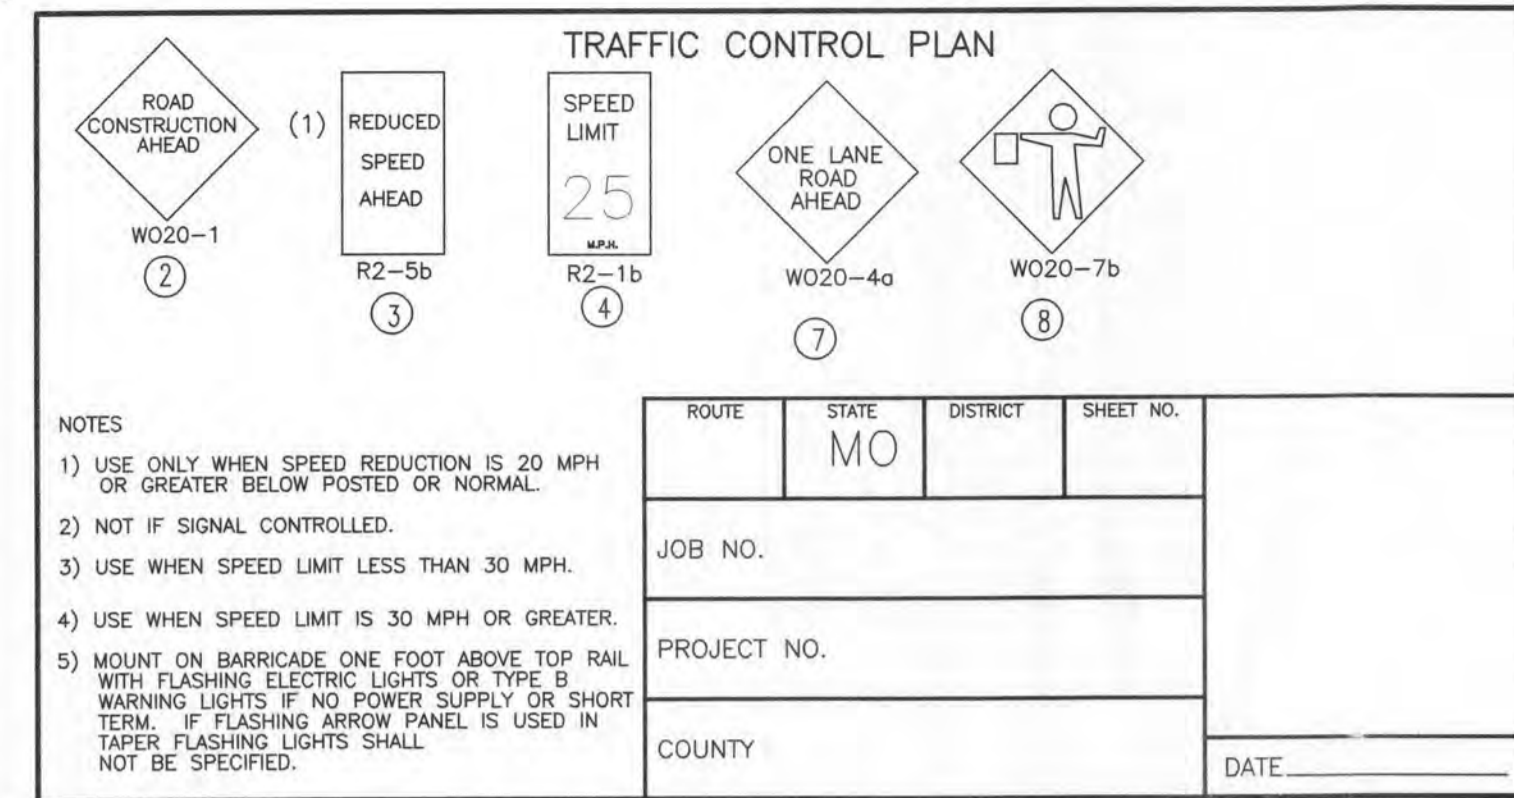 TRAFFIC CONTROL PLAN
ROAD
CONSTRUCTION
AHEAD
WO20-1
2
(1)
REDUCED
SPEED
AHEAD
R2-5b
3
SPEED
LIMIT
25
M.P.H.
R2-1b
4
ONE LANE
ROAD
AHEAD
WO20-4a
7
WO20-7b
8
NOTES
1) USE ONLY WHEN SPEED REDUCTION IS 20 MPH
OR GREATER BELOW POSTED OR NORMAL.
2) NOT IF SIGNAL CONTROLLED.
3) USE WHEN SPEED LIMIT LESS THAN 30 MPH.
4) USE WHEN SPEED LIMIT IS 30 MPH OR GREATER.
5) MOUNT ON BARRICADE ONE FOOT ABOVE TOP RAIL
WITH FLASHING ELECTRIC LIGHTS OR TYPE B
WARNING LIGHTS IF NO POWER SUPPLY OR SHORT
TERM. IF FLASHING ARROW PANEL IS USED IN
TAPER FLASHING LIGHTS SHALL
NOT BE SPECIFIED.
ROUTE STATE DISTRICT SHEET NO.
MO
JOB NO.
PROJECT NO.
COUNTY
DATE